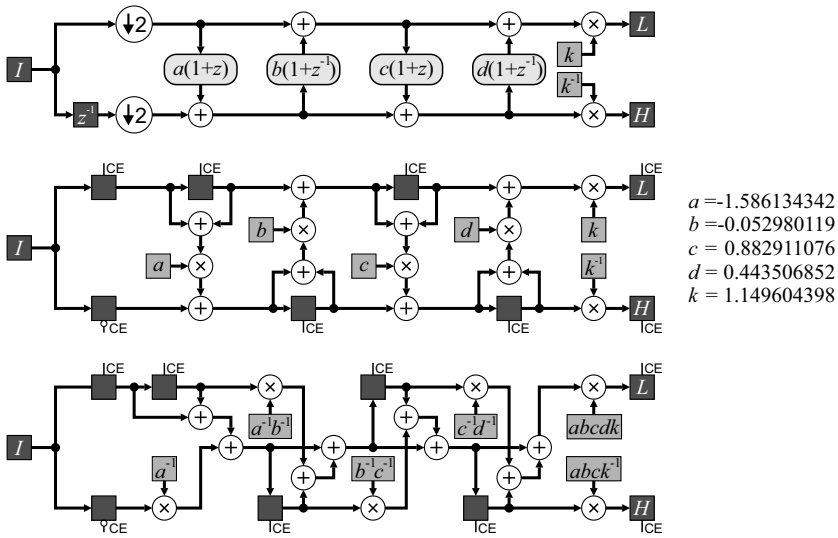 I
↓2
a(1+z)
b(1+z⁻¹)
c(1+z)
d(1+z⁻¹)
k
L
z⁻¹
↓2
k⁻¹
H
+ + + + × ×
CE CE CE CE
I
a
b
c
d
k
L
k⁻¹
H
CE CE CE CE
+ + + + + + + + × × × × × ×
a =-1.586134342
b =-0.052980119
c = 0.882911076
d = 0.443506852
k = 1.149604398
CE CE CE CE
I
a⁻¹b⁻¹
c⁻¹d⁻¹
abcdk
L
a⁻¹
b⁻¹c⁻¹
abck⁻¹
H
CE CE CE CE
+ + + + + + + + × × × × × ×